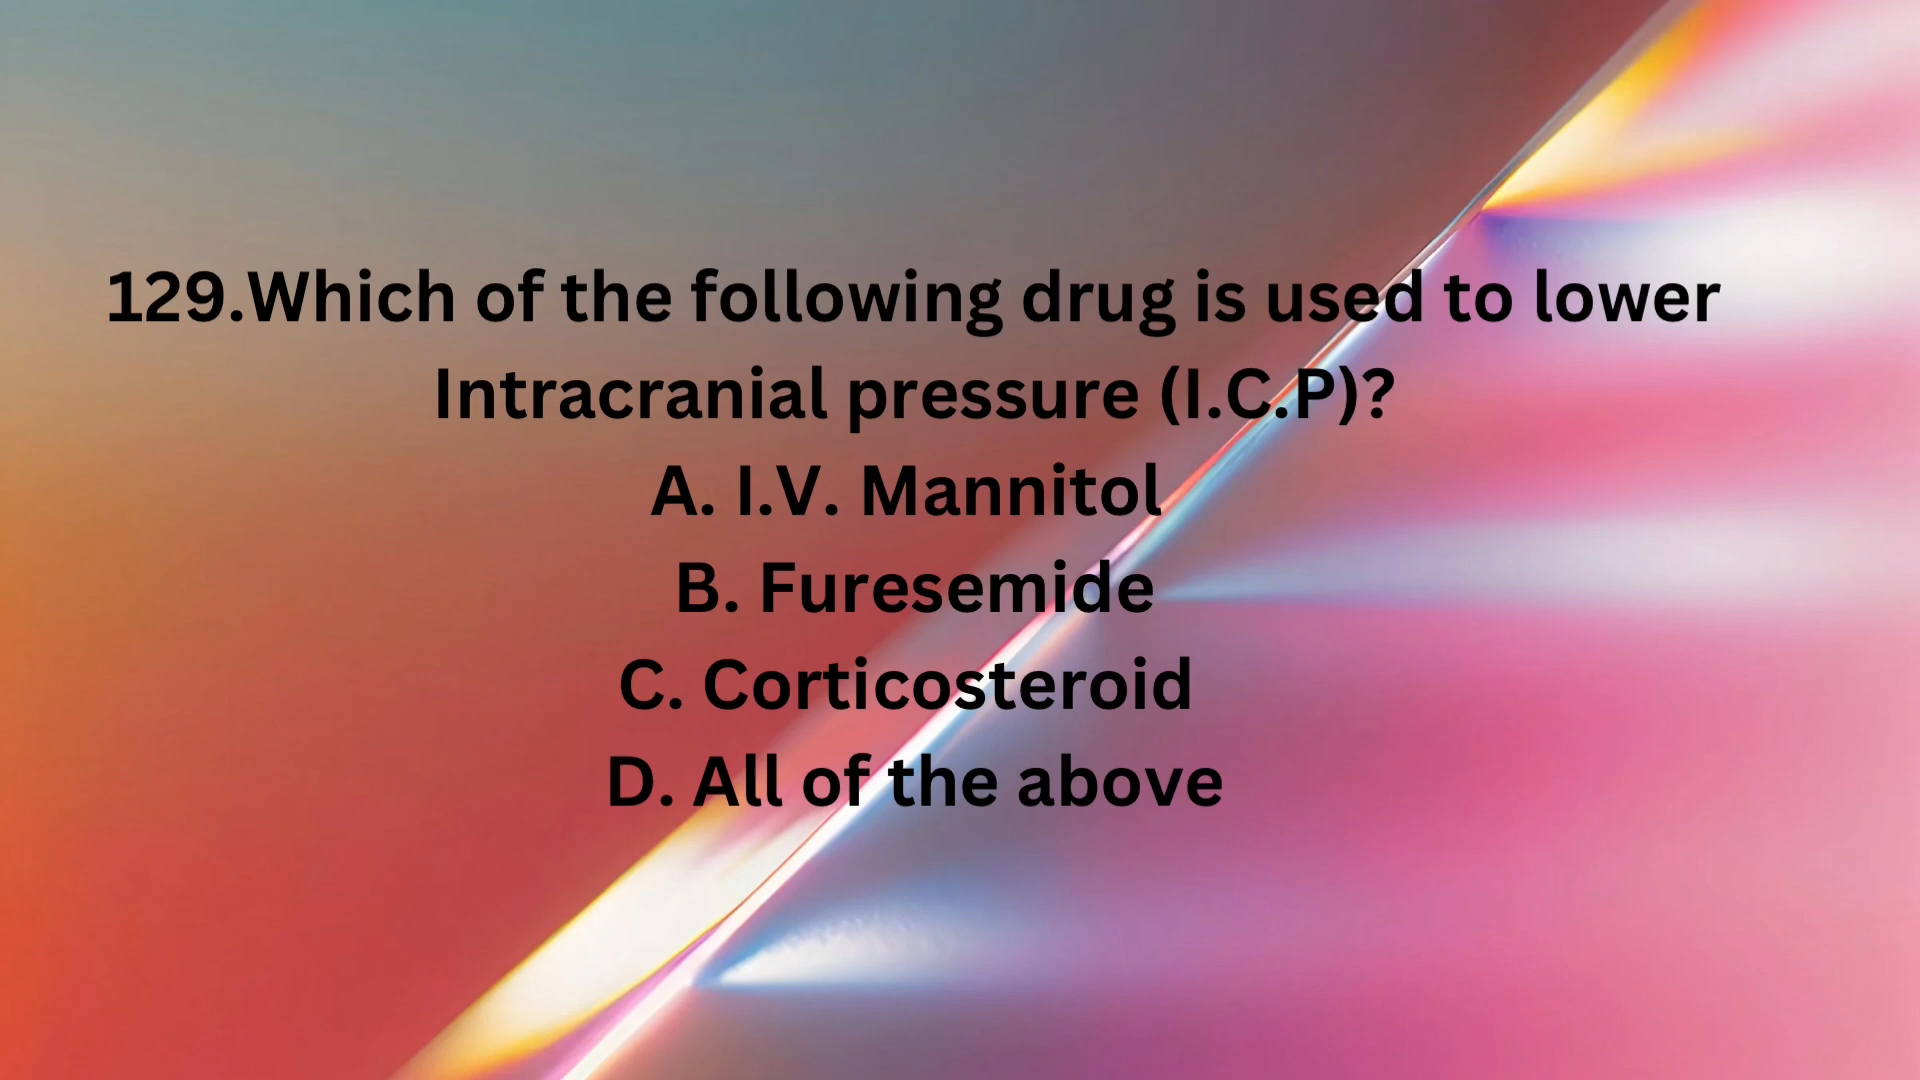 129.Which of the following drug is used to lower
Intracranial pressure (I.C.P)?
A. I.V. Mannitol
B. Furesemide
C. Corticosteroid
D. All of the above